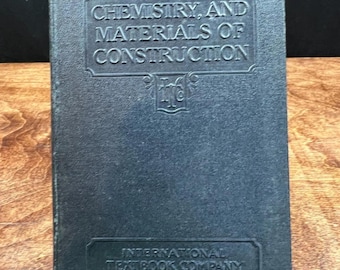 CHEMISTRY, AND
MATERIALS OF
CONSTRUCTION
INTERNATIONAL
TEXTBOOK COMPANY